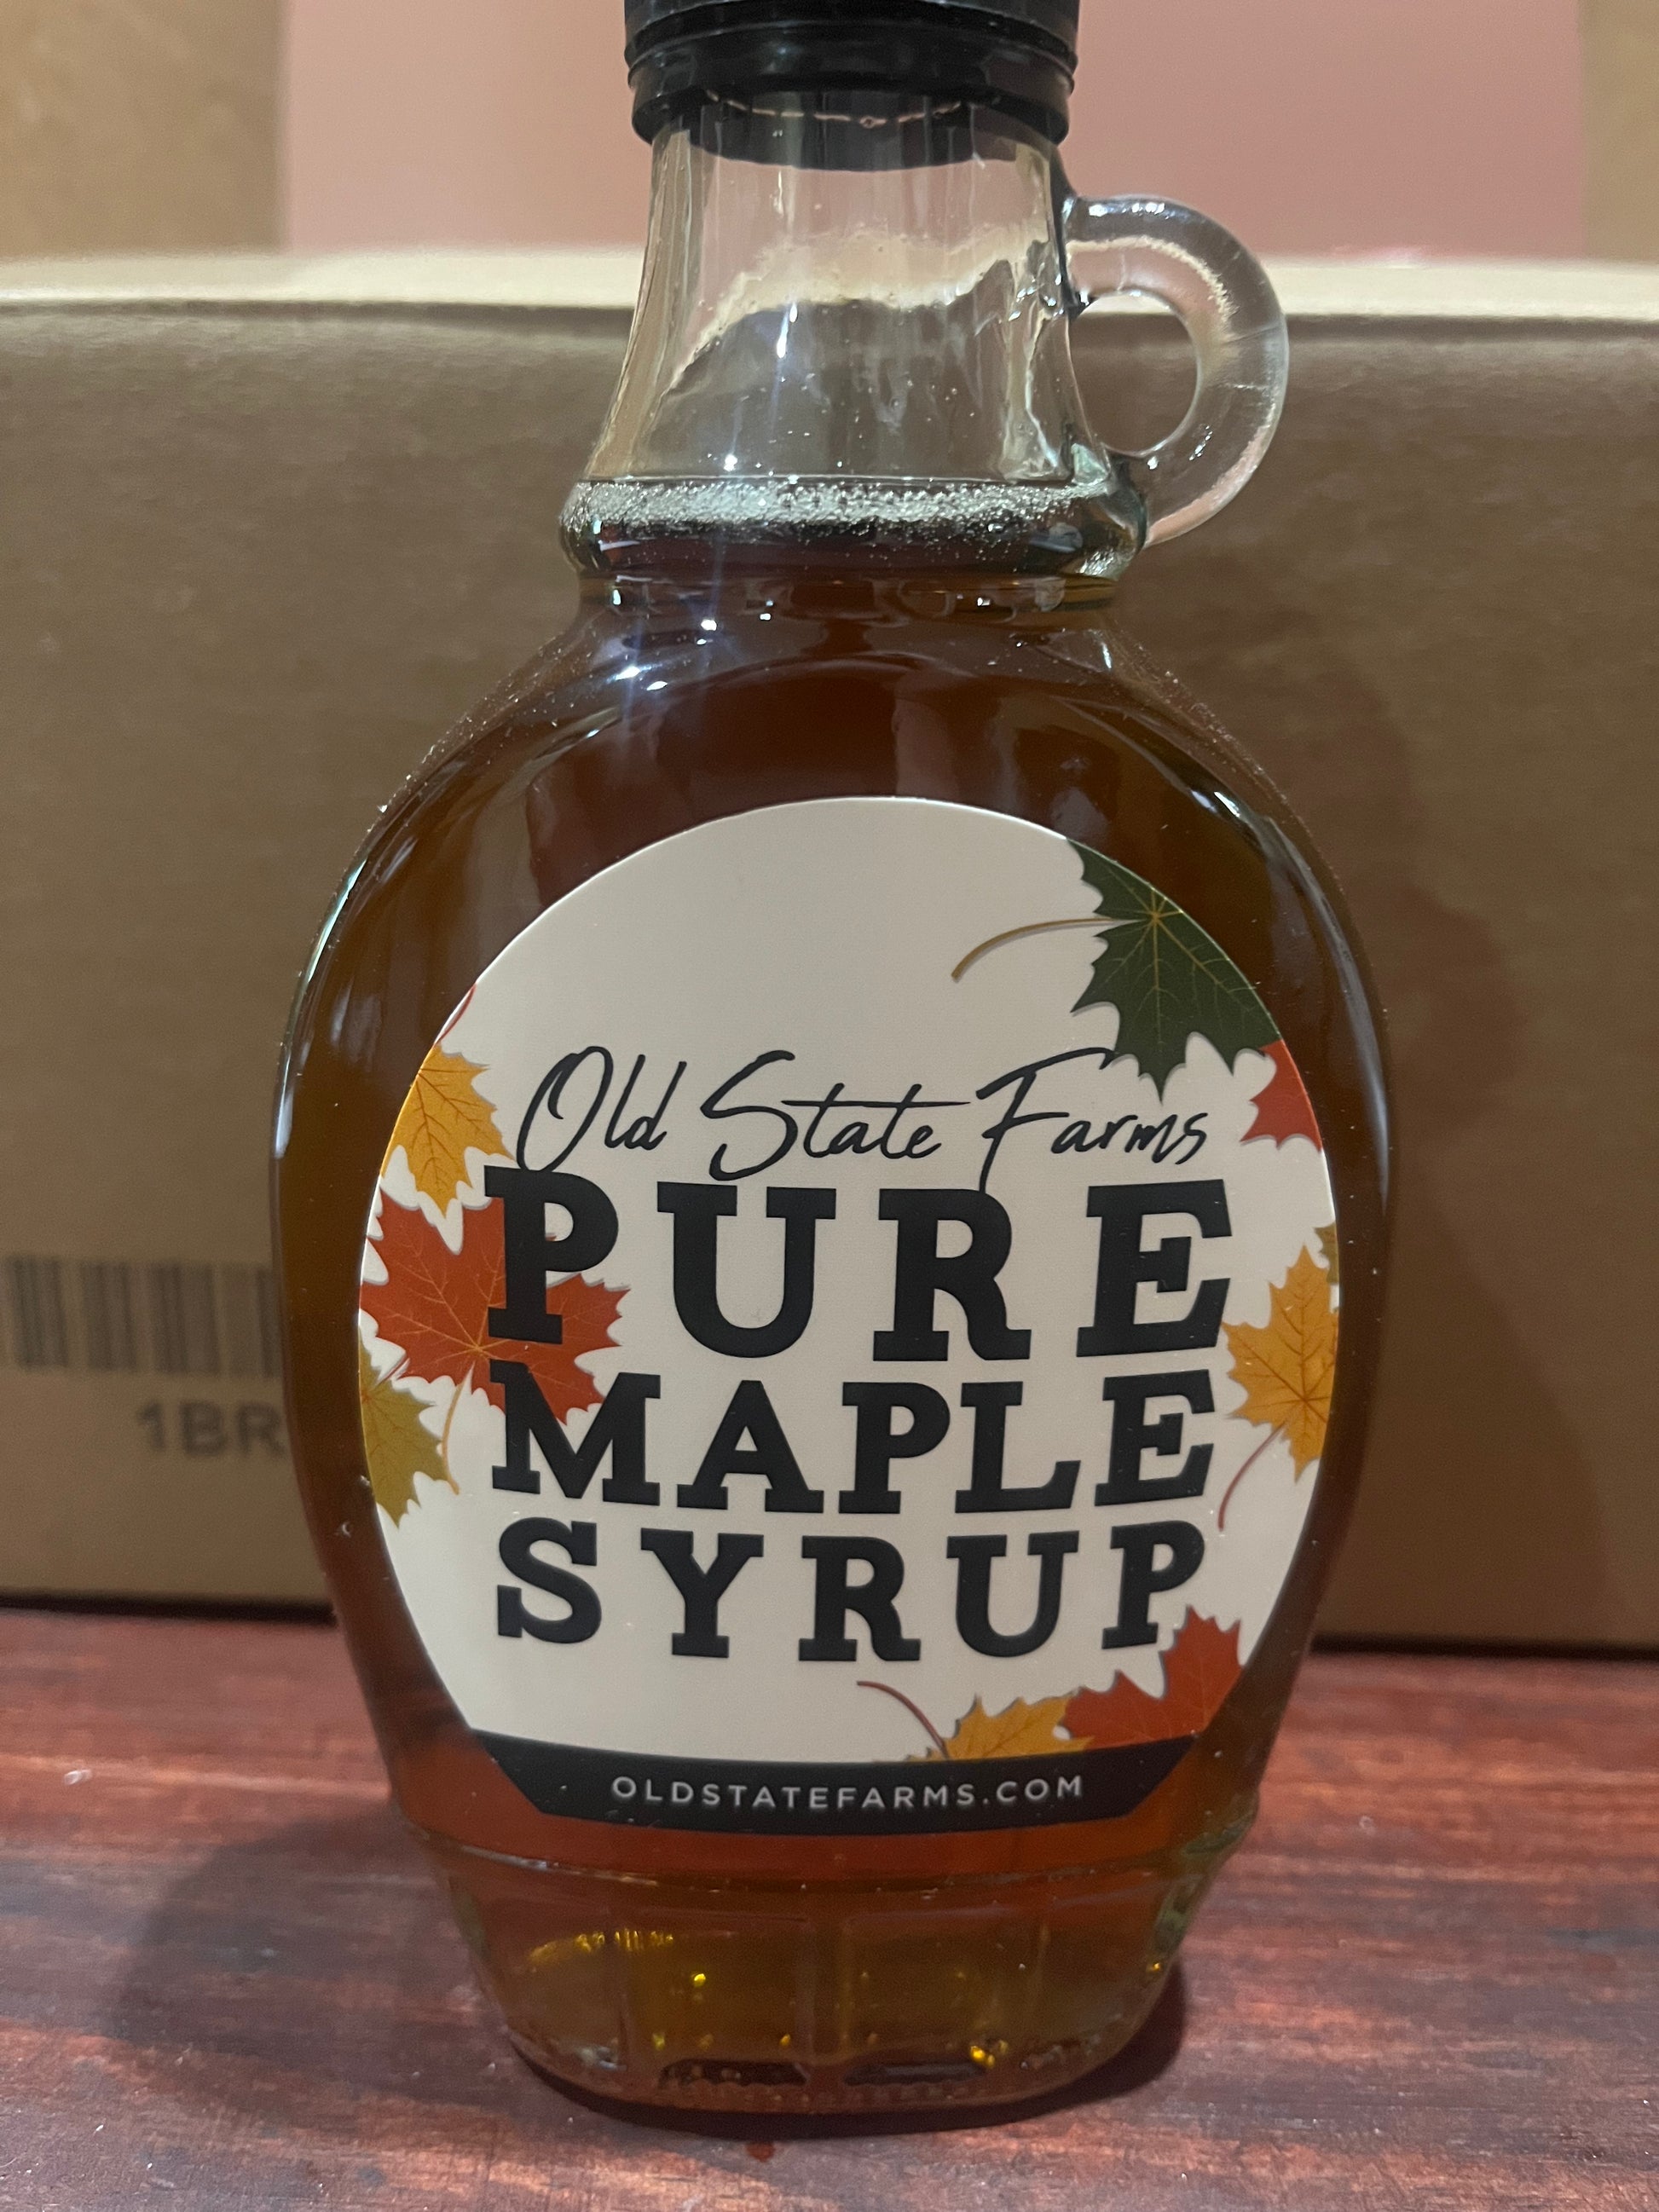 Old State Farms
PURE
MAPLE
SYRUP
OLDSTATEFARMS.COM
1BR